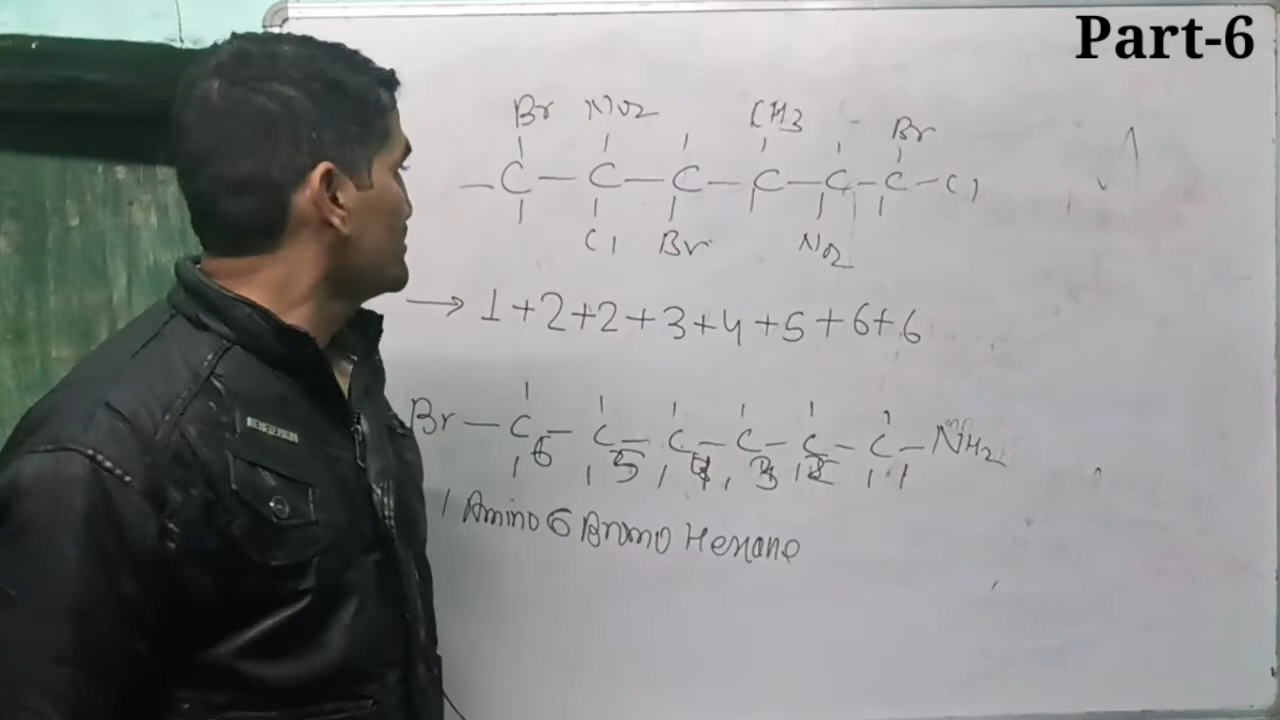 Part-6
Br NO2 CH3 Br
—C—C—C—C—C—C—Cl
Cl Br NO2
→ 1+2+2+3+4+5+6+6
Br—C—C—C—C—C—C—NH2
6 5 4 3 2 1
1 Amino 6 Bromo Hexane